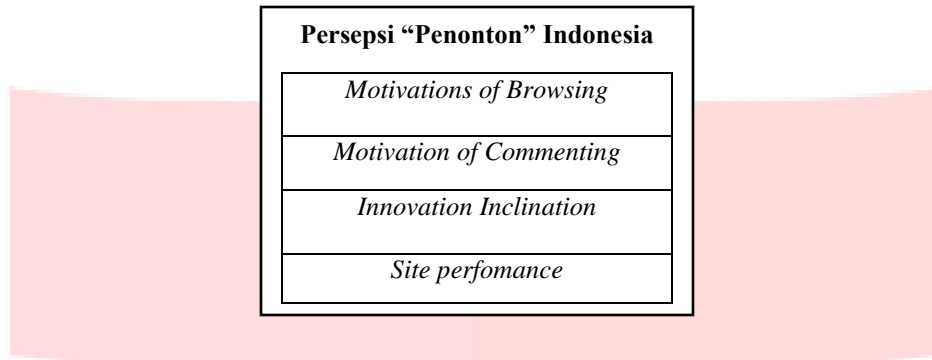 Persepsi “Penonton” Indonesia
Motivations of Browsing
Motivation of Commenting
Innovation Inclination
Site perfomance